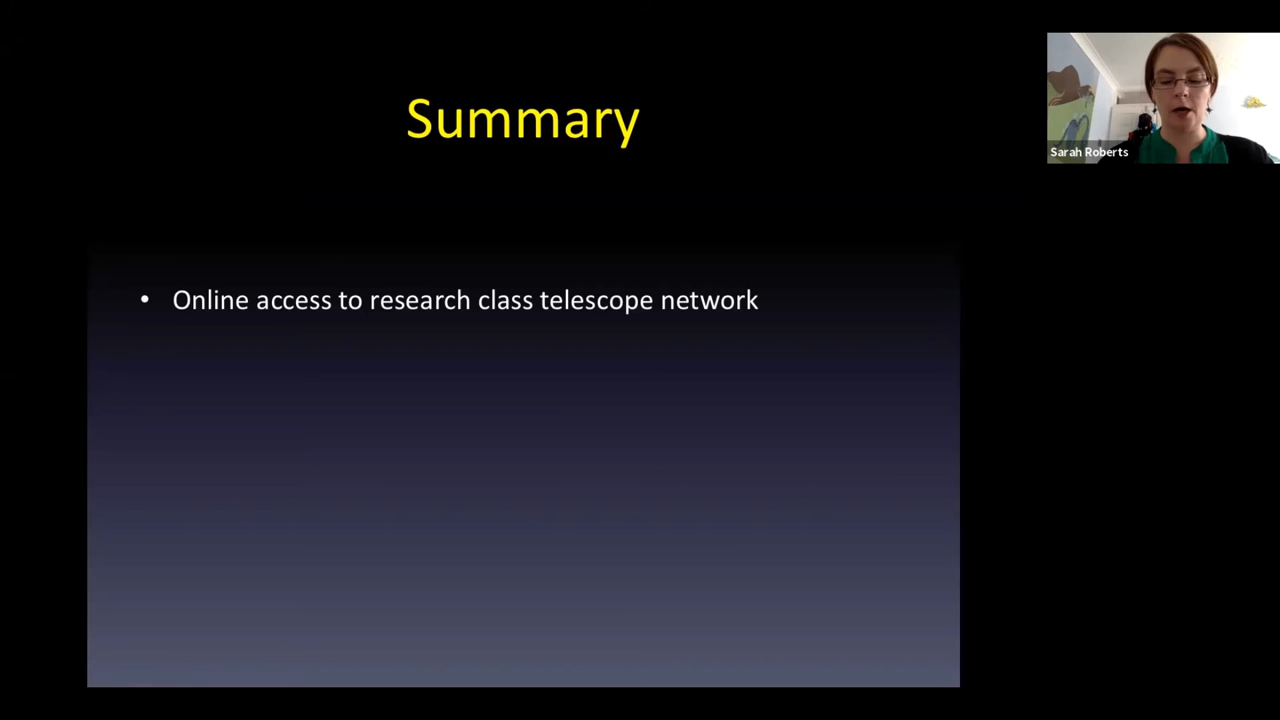 Summary
Sarah Roberts
• Online access to research class telescope network